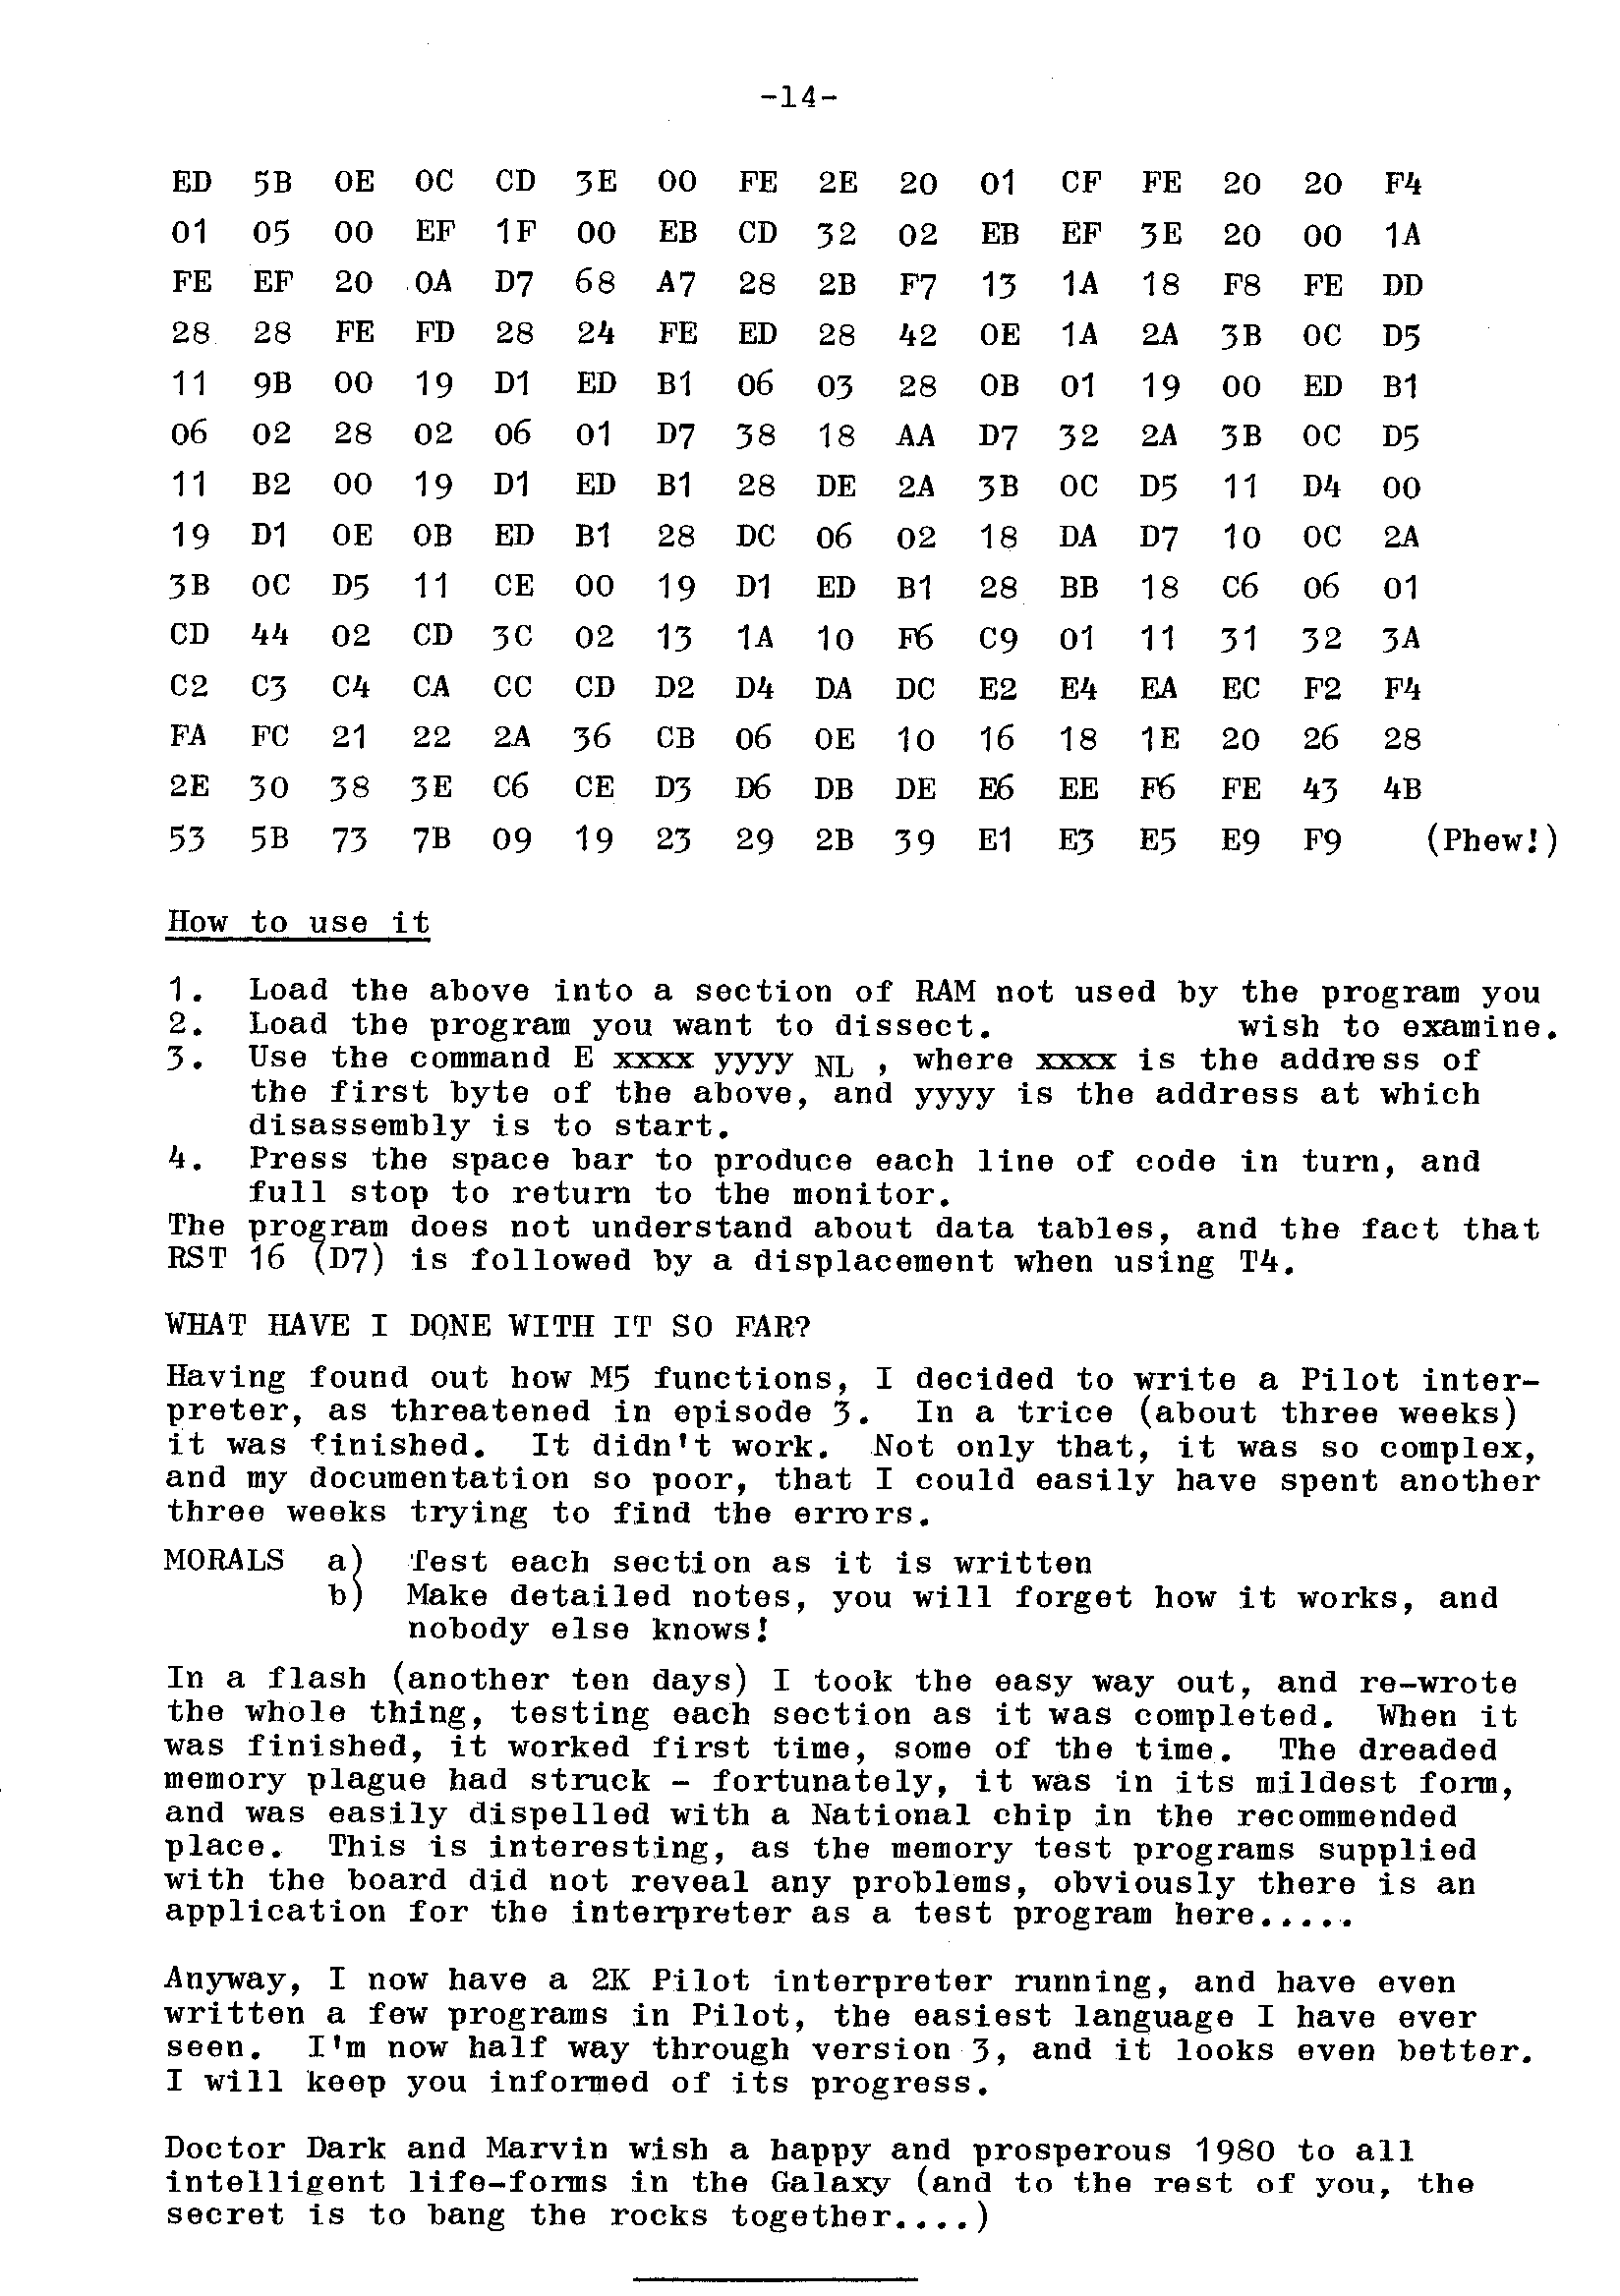 -14-
ED 5B 0E 0C CD 3E 00 FE 2E 20 01 CF FE 20 20 F4
01 05 00 EF 1F 00 EB CD 32 02 EB EF 3E 20 00 1A
FE EF 20 0A D7 68 A7 28 2B F7 13 1A 18 F8 FE DD
28 28 FE FD 28 24 FE ED 28 42 0E 1A 2A 3B 0C D5
11 9B 00 19 D1 ED B1 06 03 28 0B 01 19 00 ED B1
06 02 28 02 06 01 D7 38 18 AA D7 32 2A 3B 0C D5
11 B2 00 19 D1 ED B1 28 DE 2A 3B 0C D5 11 D4 00
19 D1 0E 0B ED B1 28 DC 06 02 18 DA D7 10 0C 2A
3B 0C D5 11 CE 00 19 D1 ED B1 28 BB 18 C6 06 01
CD 44 02 CD 3C 02 13 1A 10 F6 C9 01 11 31 32 3A
C2 C3 C4 CA CC CD D2 D4 DA DC E2 E4 EA EC F2 F4
FA FC 21 22 2A 36 CB 06 0E 10 16 18 1E 20 26 28
2E 30 38 3E C6 CE D3 D6 DB DE E6 EE F6 FE 43 4B
53 5B 73 7B 09 19 23 29 2B 39 E1 E3 E5 E9 F9 (Phew!)
How to use it
1. Load the above into a section of RAM not used by the program you
2. Load the program you want to dissect. wish to examine.
3. Use the command E xxxx yyyy NL , where xxxx is the address of
the first byte of the above, and yyyy is the address at which
disassembly is to start.
4. Press the space bar to produce each line of code in turn, and
full stop to return to the monitor.
The program does not understand about data tables, and the fact that
RST 16 (D7) is followed by a displacement when using T4.
WHAT HAVE I DONE WITH IT SO FAR?
Having found out how M5 functions, I decided to write a Pilot inter-
preter, as threatened in episode 3. In a trice (about three weeks)
it was finished. It didn't work. Not only that, it was so complex,
and my documentation so poor, that I could easily have spent another
three weeks trying to find the errors.
MORALS a) Test each section as it is written
b) Make detailed notes, you will forget how it works, and
nobody else knows!
In a flash (another ten days) I took the easy way out, and re-wrote
the whole thing, testing each section as it was completed. When it
was finished, it worked first time, some of the time. The dreaded
memory plague had struck - fortunately, it was in its mildest form,
and was easily dispelled with a National chip in the recommended
place. This is interesting, as the memory test programs supplied
with the board did not reveal any problems, obviously there is an
application for the interpreter as a test program here.....
Anyway, I now have a 2K Pilot interpreter running, and have even
written a few programs in Pilot, the easiest language I have ever
seen. I'm now half way through version 3, and it looks even better.
I will keep you informed of its progress.
Doctor Dark and Marvin wish a happy and prosperous 1980 to all
intelligent life-forms in the Galaxy (and to the rest of you, the
secret is to bang the rocks together....)